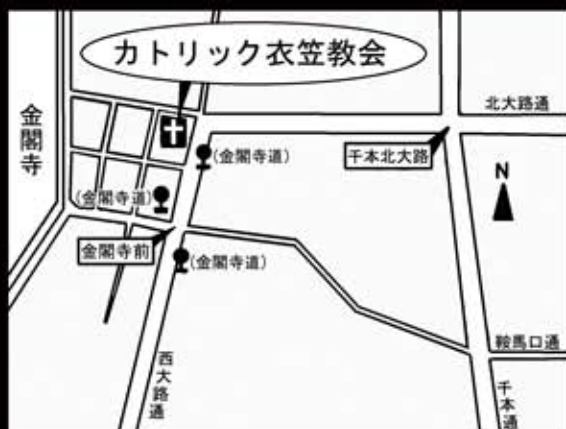 カトリック衣笠教会
北大路通
金閣寺
(金閣寺道)
千本北大路
N
(金閣寺道)
金閣寺前
(金閣寺道)
鞍馬口通
西大路通
千本通